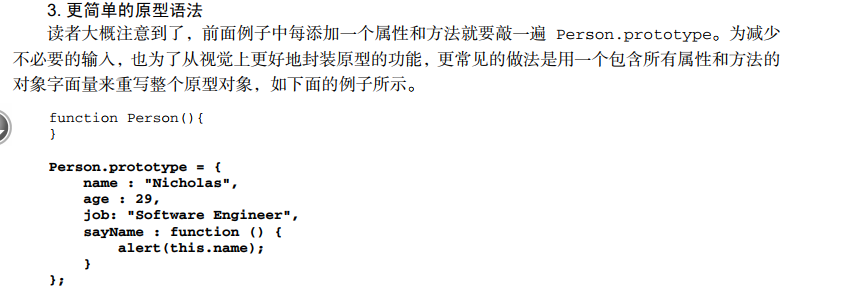 3. 更简单的原型语法
读者大概注意到了，前面例子中每添加一个属性和方法就要敲一遍 Person.prototype。为减少
不必要的输入，也为了从视觉上更好地封装原型的功能，更常见的做法是用一个包含所有属性和方法的
对象字面量来重写整个原型对象，如下面的例子所示。
function Person(){
}
Person.prototype = {
    name : "Nicholas",
    age : 29,
    job: "Software Engineer",
    sayName : function () {
        alert(this.name);
    }
};